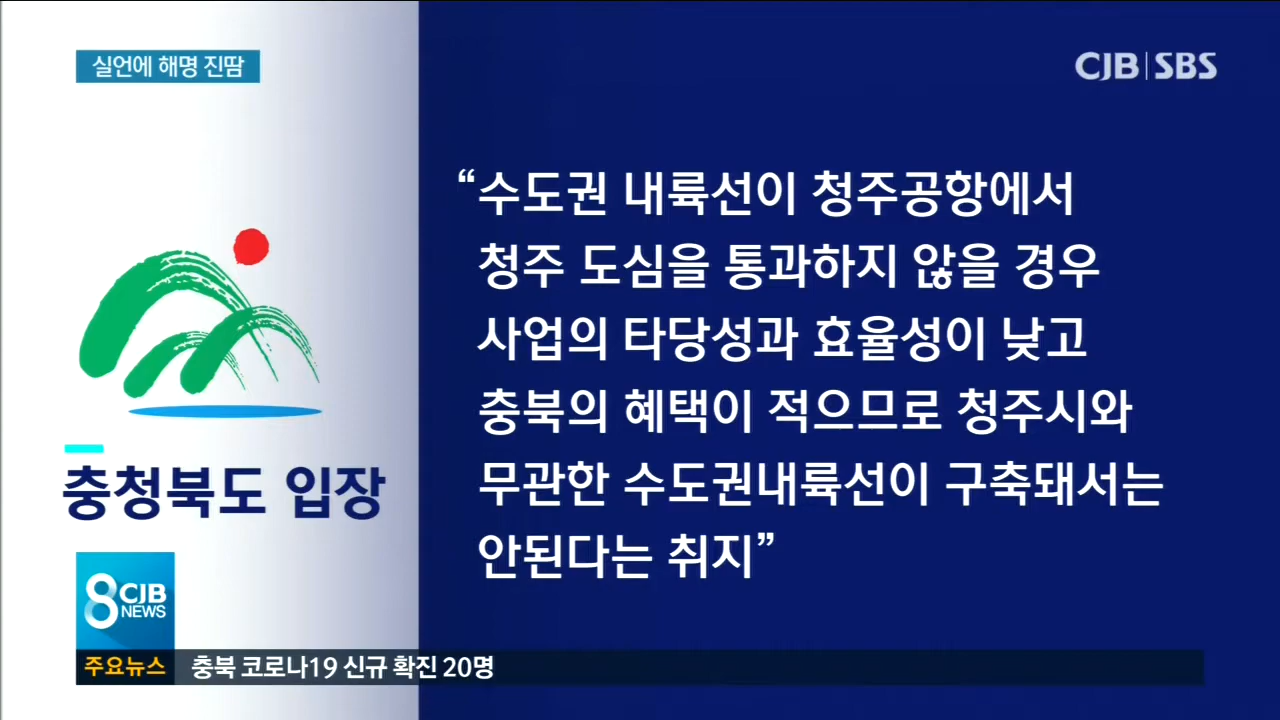 실언에 해명 진땀
CJB SBS
“수도권 내륙선이 청주공항에서
청주 도심을 통과하지 않을 경우
사업의 타당성과 효율성이 낮고
충북의 혜택이 적으므로 청주시와
무관한 수도권내륙선이 구축돼서는
안된다는 취지”
충청북도 입장
8 CJB
NEWS
주요뉴스 충북 코로나19 신규 확진 20명